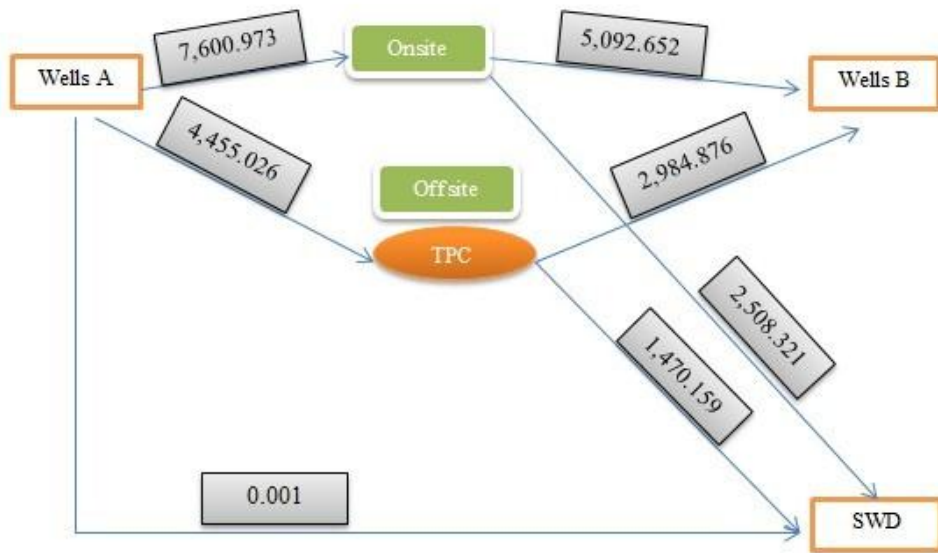 7,600.973
Onsite
5,092.652
Wells A
Wells B
4,455.026
2,984.876
Offsite
TPC
2,508.321
1,470.159
0.001
SWD